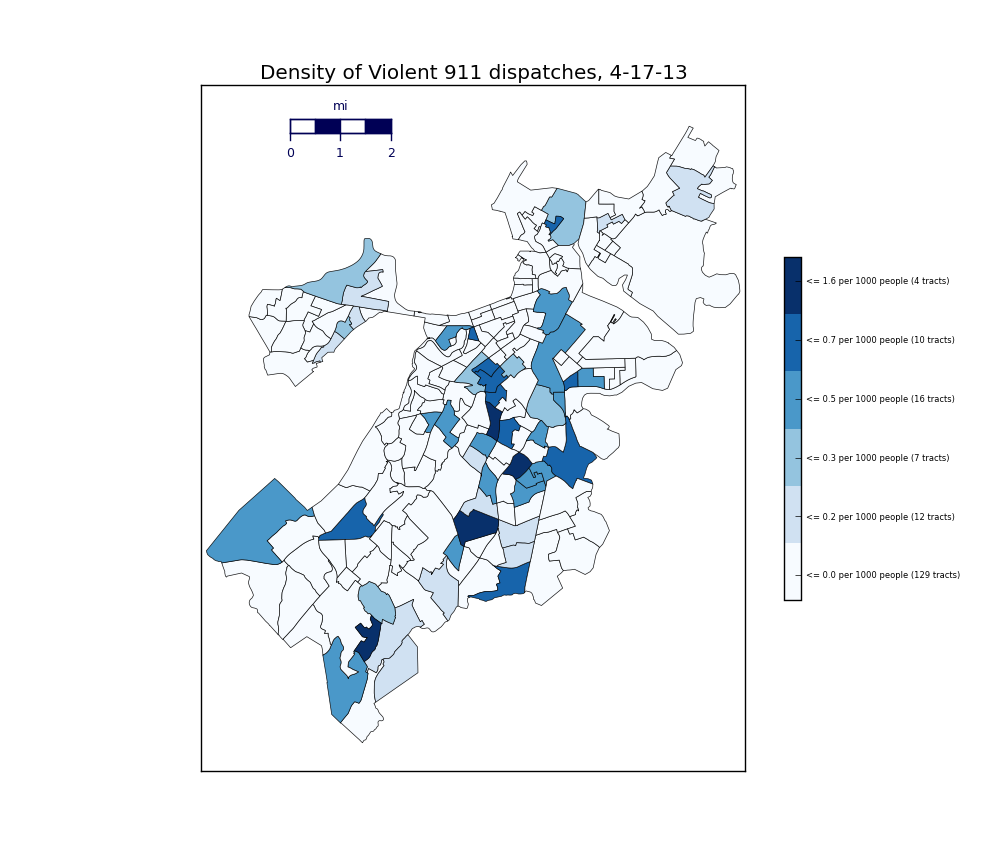 Density of Violent 911 dispatches, 4-17-13
mi
0 1 2
<= 1.6 per 1000 people (4 tracts)
<= 0.7 per 1000 people (10 tracts)
<= 0.5 per 1000 people (16 tracts)
<= 0.3 per 1000 people (7 tracts)
<= 0.2 per 1000 people (12 tracts)
<= 0.0 per 1000 people (129 tracts)